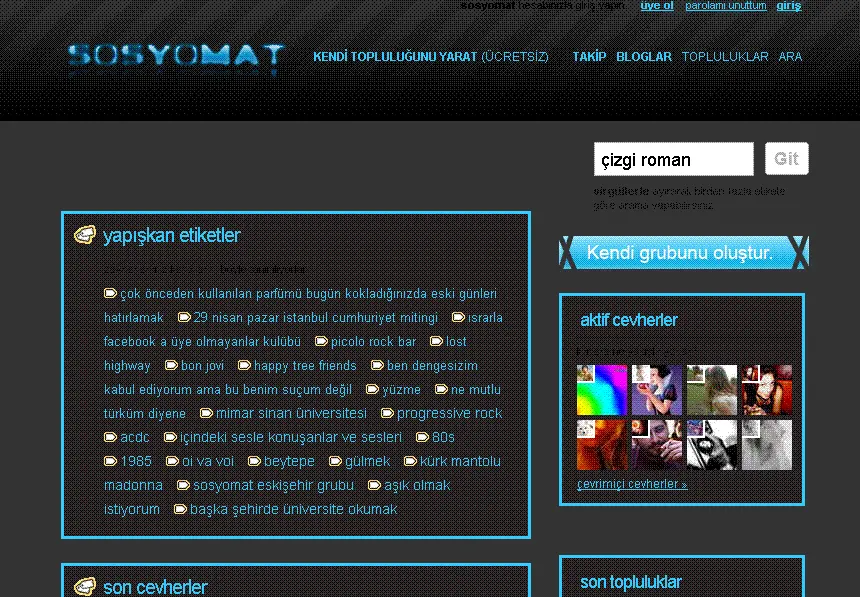 sosyomat hesabınızla giriş yapın. üye ol parolamı unuttum giriş
SOSYOMAT
KENDİ TOPLULUĞUNU YARAT (ÜCRETSİZ) TAKİP BLOGLAR TOPLULUKLAR ARA
çizgi roman Git
virgüllerle ayırarak birden fazla etikete
göre arama yapabilirsiniz.
Kendi grubunu oluştur.
yapışkan etiketler
çok önceden kullanılan parfümü bugün kokladığınızda eski günleri
hatırlamak 29 nisan pazar istanbul cumhuriyet mitingi ısrarla
facebook a üye olmayanlar kulübü picolo rock bar lost
highway bon jovi happy tree friends ben dengesizim
kabul ediyorum ama bu benim suçum değil yüzme ne mutlu
türküm diyene mimar sinan üniversitesi progressive rock
acdc içindeki sesle konuşanlar ve sesleri 80s
1985 oi va voi beytepe gülmek kürk mantolu
madonna sosyomat eskişehir grubu aşık olmak
istiyorum başka şehirde üniversite okumak
aktif cevherler
çevrimiçi cevherler »
son cevherler
son topluluklar